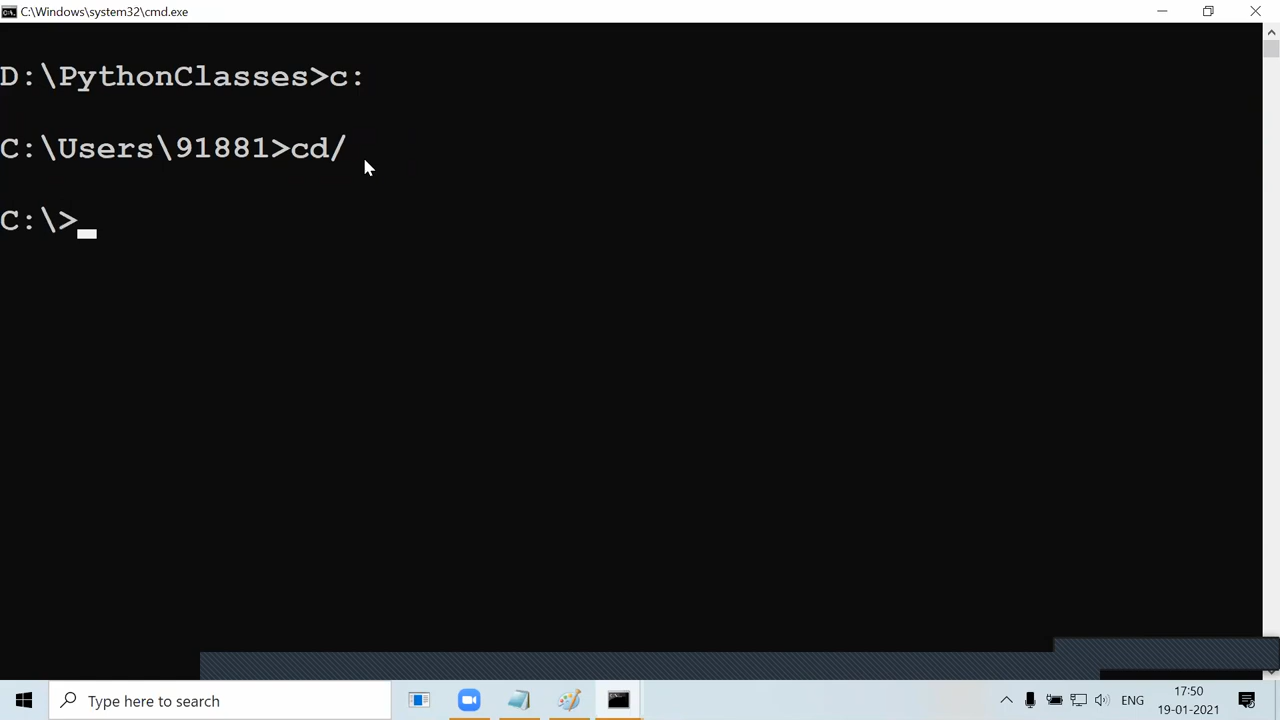 C:\Windows\system32\cmd.exe
D:\PythonClasses>c:
C:\Users\91881>cd/
C:\>
Type here to search
ENG
17:50
19-01-2021